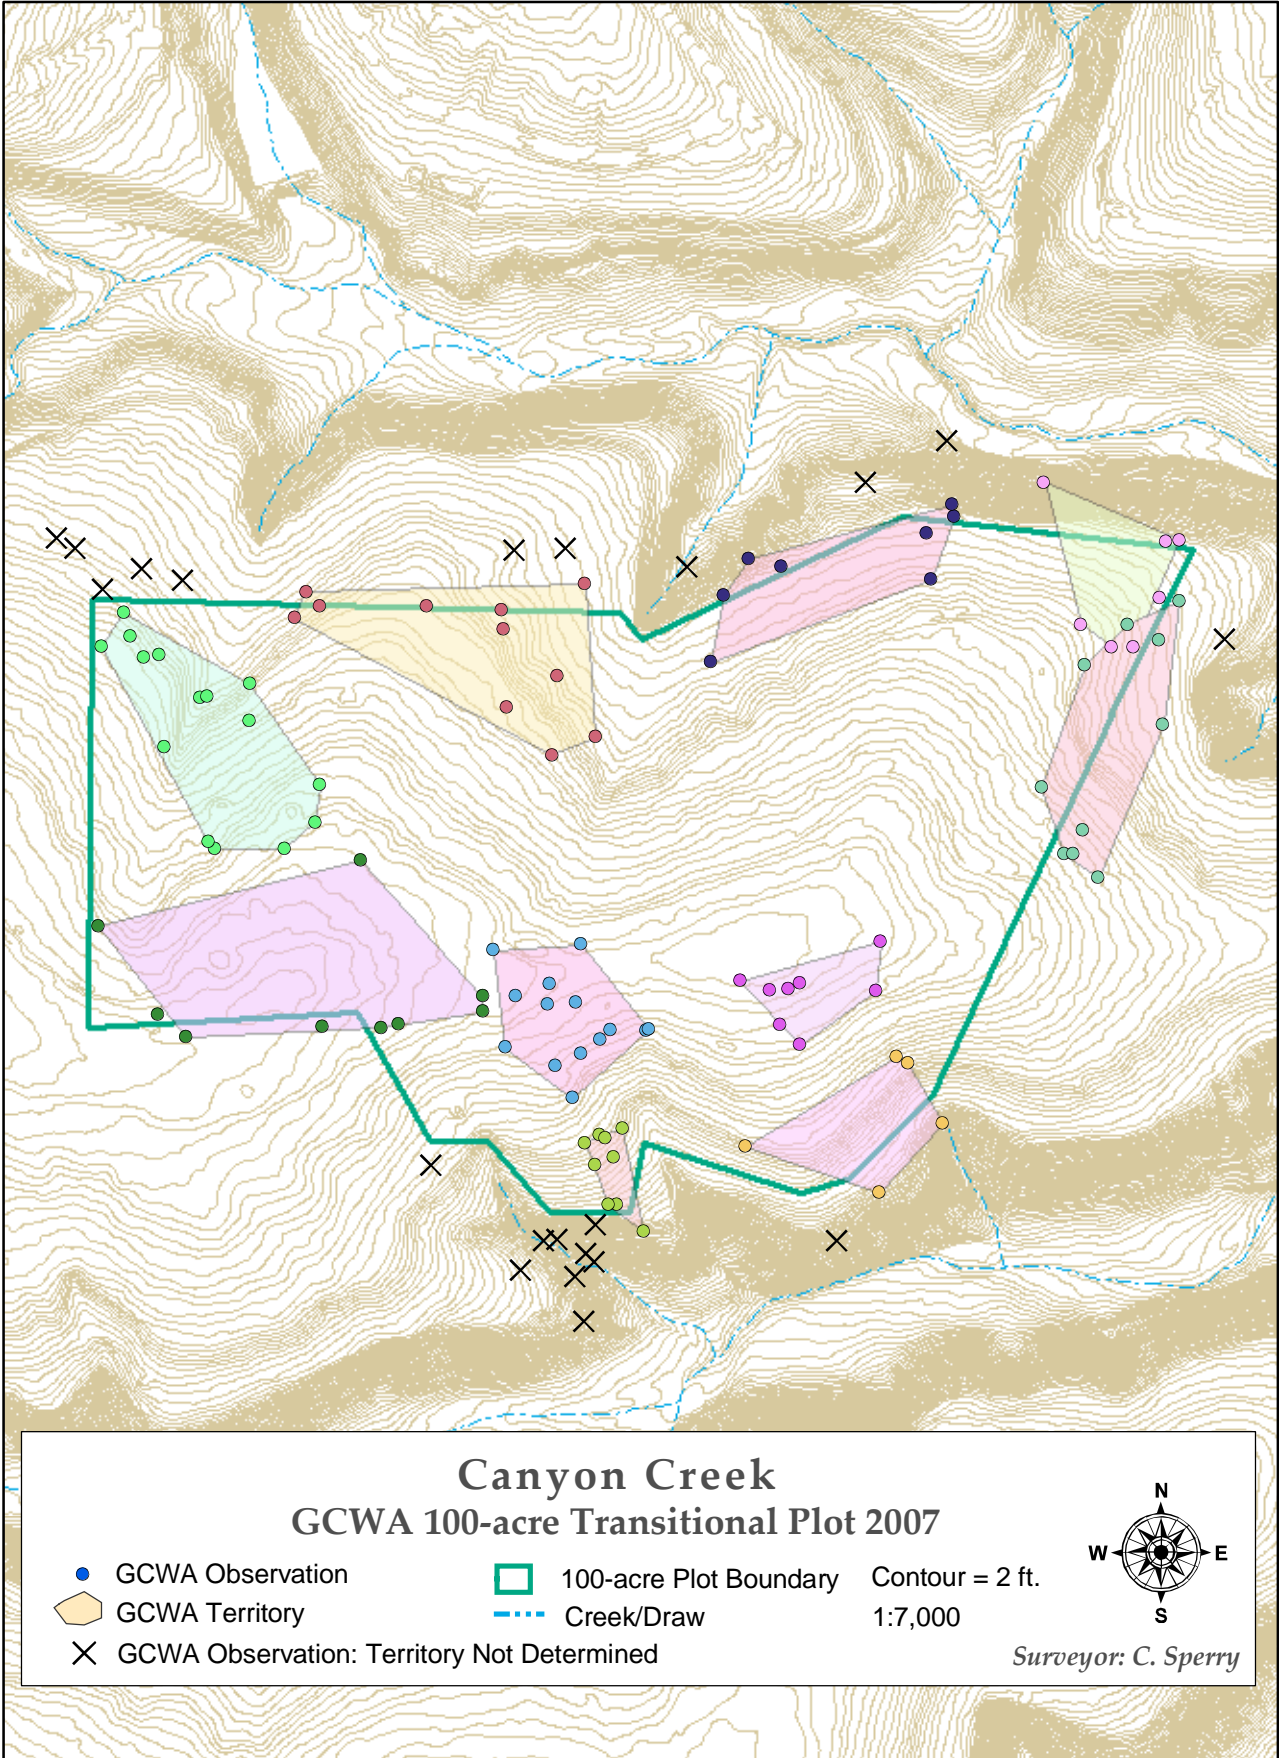 Canyon Creek
GCWA 100-acre Transitional Plot 2007
GCWA Observation
GCWA Territory
GCWA Observation: Territory Not Determined
100-acre Plot Boundary
Creek/Draw
Contour = 2 ft.
1:7,000
N
W E
S
Surveyor: C. Sperry